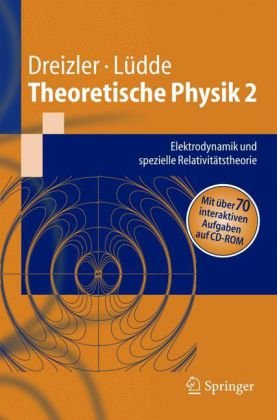 Dreizler · Lüdde
Theoretische Physik 2
Elektrodynamik und
spezielle Relativitätstheorie
Mit über 70
interaktiven
Aufgaben
auf CD-ROM
Springer